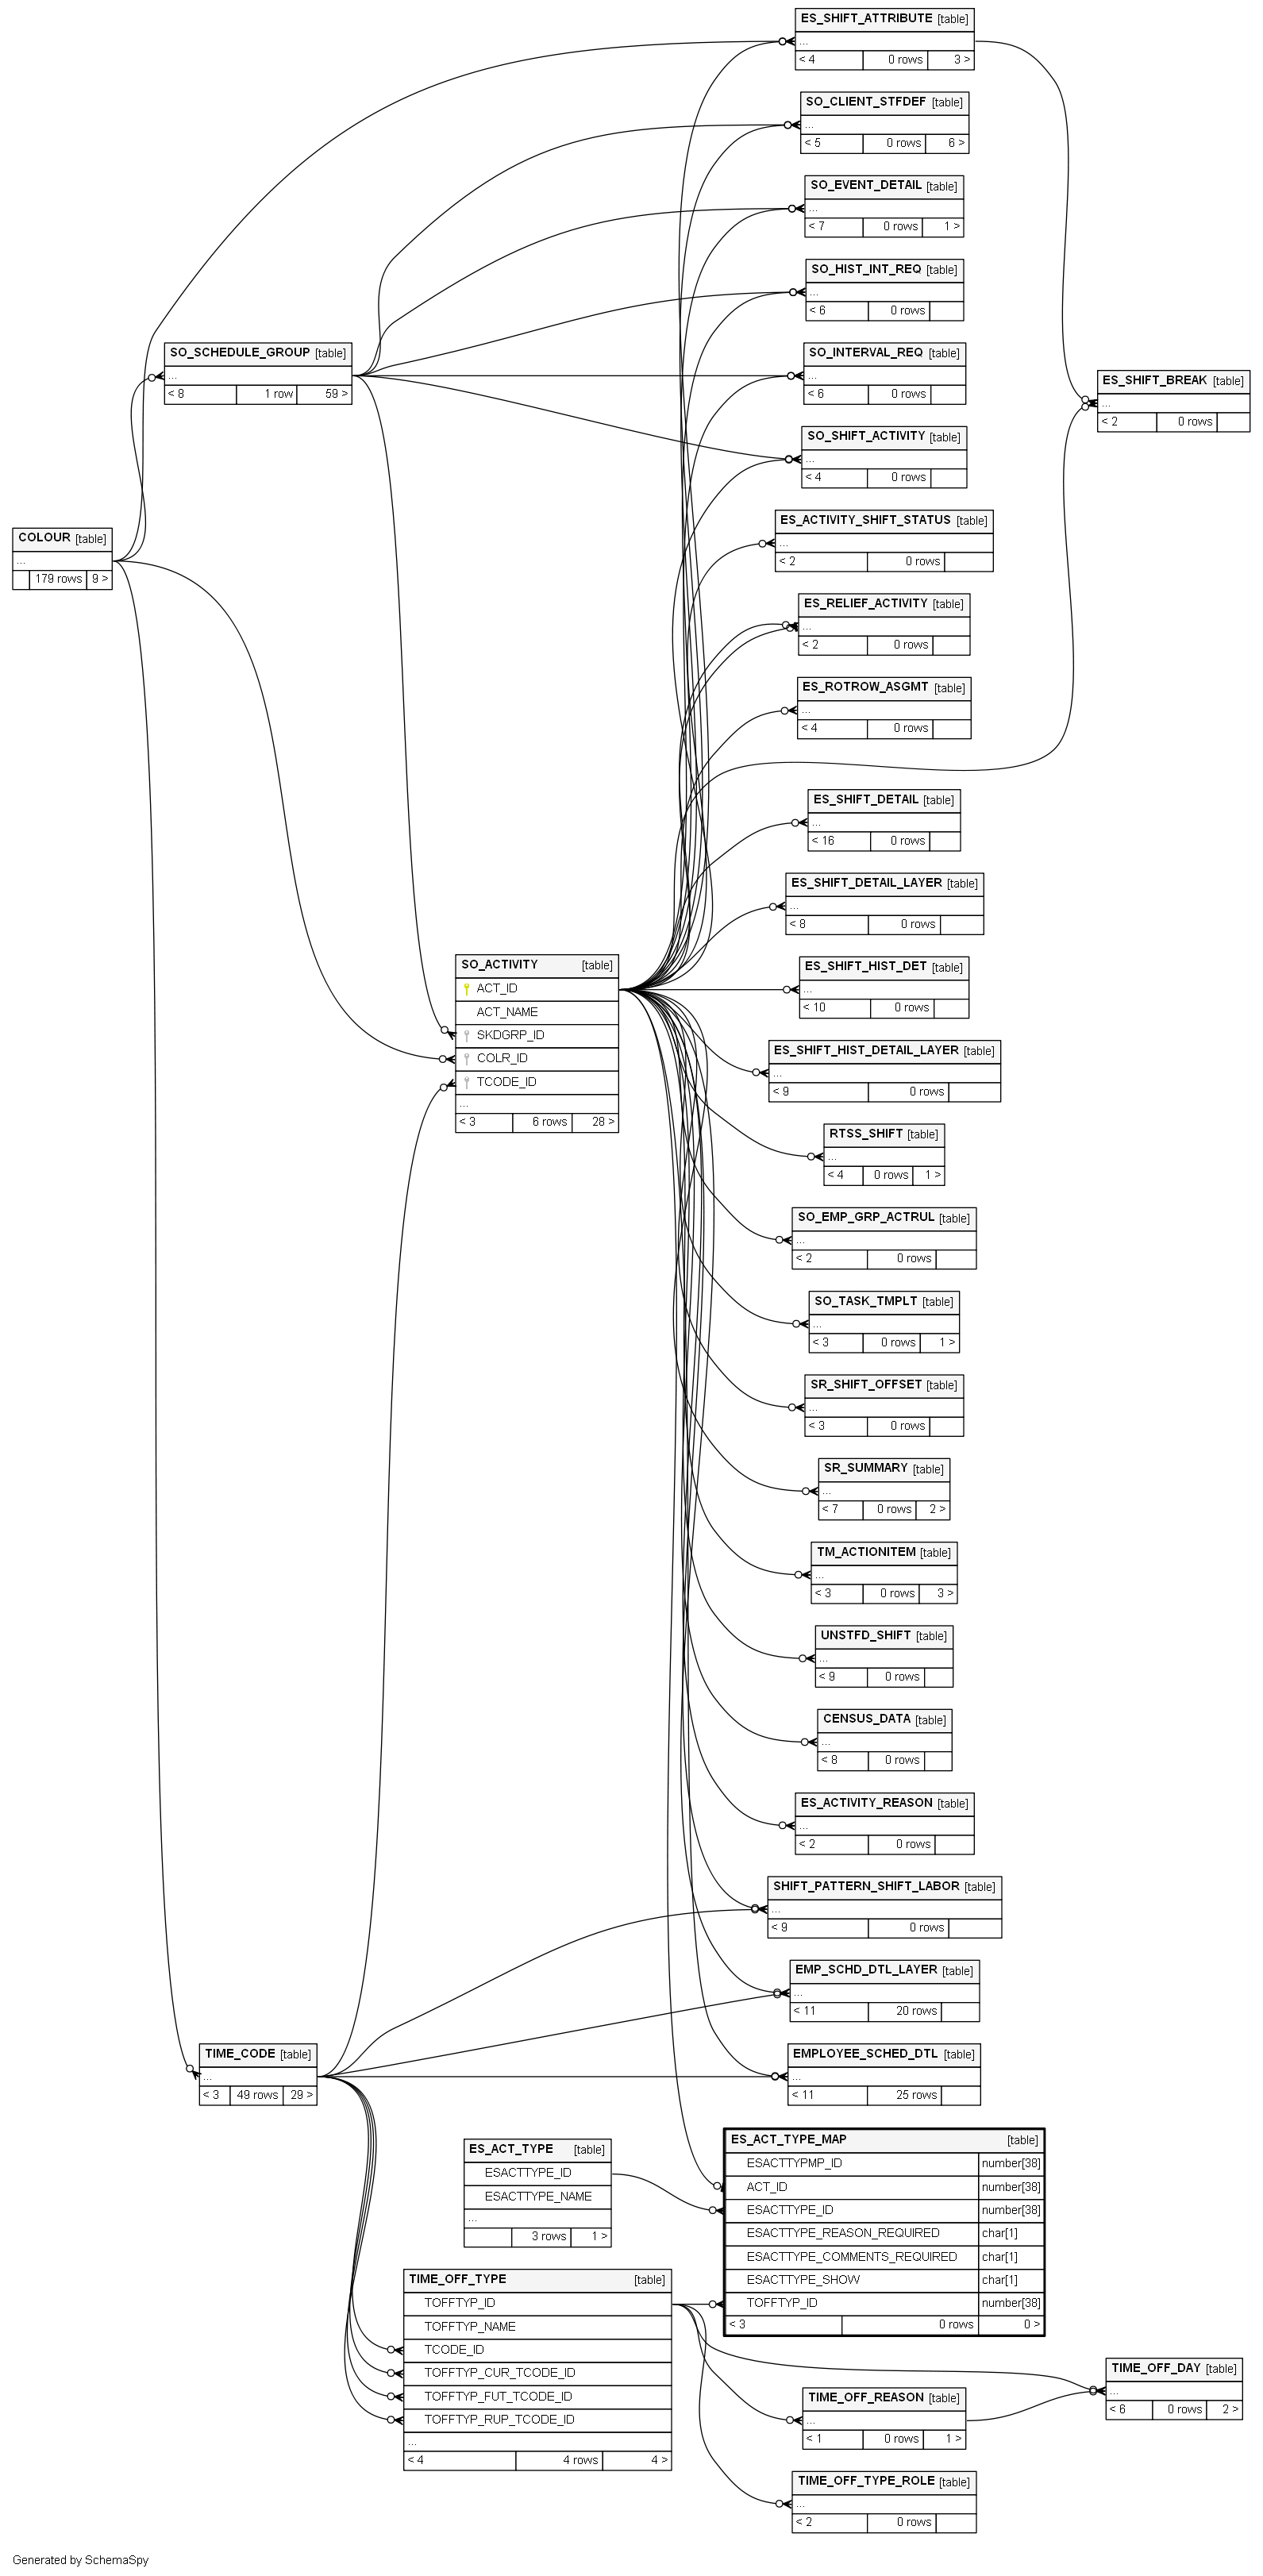 ES_SHIFT_ATTRIBUTE [table]
...
< 4 0 rows 3 >
SO_CLIENT_STFDEF [table]
...
< 5 0 rows 6 >
SO_EVENT_DETAIL [table]
...
< 7 0 rows 1 >
SO_HIST_INT_REQ [table]
...
< 6 0 rows
SO_SCHEDULE_GROUP [table]
...
< 8 1 row 59 >
SO_INTERVAL_REQ [table]
...
< 6 0 rows
ES_SHIFT_BREAK [table]
...
< 2 0 rows
SO_SHIFT_ACTIVITY [table]
...
< 4 0 rows
COLOUR [table]
...
179 rows 9 >
ES_ACTIVITY_SHIFT_STATUS [table]
...
< 2 0 rows
ES_RELIEF_ACTIVITY [table]
...
< 2 0 rows
ES_ROTROW_ASGMT [table]
...
< 4 0 rows
ES_SHIFT_DETAIL [table]
...
< 16 0 rows
ES_SHIFT_DETAIL_LAYER [table]
...
< 8 0 rows
SO_ACTIVITY [table]
ACT_ID
ACT_NAME
SKDGRP_ID
COLR_ID
TCODE_ID
...
< 3 6 rows 28 >
ES_SHIFT_HIST_DET [table]
...
< 10 0 rows
ES_SHIFT_HIST_DETAIL_LAYER [table]
...
< 9 0 rows
RTSS_SHIFT [table]
...
< 4 0 rows 1 >
SO_EMP_GRP_ACTRUL [table]
...
< 2 0 rows
SO_TASK_TMPLT [table]
...
< 3 0 rows 1 >
SR_SHIFT_OFFSET [table]
...
< 3 0 rows
SR_SUMMARY [table]
...
< 7 0 rows 2 >
TM_ACTIONITEM [table]
...
< 3 0 rows 3 >
UNSTFD_SHIFT [table]
...
< 9 0 rows
CENSUS_DATA [table]
...
< 8 0 rows
ES_ACTIVITY_REASON [table]
...
< 2 0 rows
SHIFT_PATTERN_SHIFT_LABOR [table]
...
< 9 0 rows
EMP_SCHD_DTL_LAYER [table]
...
< 11 20 rows
TIME_CODE [table]
...
< 3 49 rows 29 >
EMPLOYEE_SCHED_DTL [table]
...
< 11 25 rows
ES_ACT_TYPE [table]
ESACTTYPE_ID
ESACTTYPE_NAME
...
3 rows 1 >
ES_ACT_TYPE_MAP [table]
ESACTTYPMP_ID number[38]
ACT_ID number[38]
ESACTTYPE_ID number[38]
ESACTTYPE_REASON_REQUIRED char[1]
ESACTTYPE_COMMENTS_REQUIRED char[1]
ESACTTYPE_SHOW char[1]
TOFFTYP_ID number[38]
< 3 0 rows 0 >
TIME_OFF_TYPE [table]
TOFFTYP_ID
TOFFTYP_NAME
TCODE_ID
TOFFTYP_CUR_TCODE_ID
TOFFTYP_FUT_TCODE_ID
TOFFTYP_RUP_TCODE_ID
...
< 4 4 rows 4 >
TIME_OFF_DAY [table]
...
< 6 0 rows 2 >
TIME_OFF_REASON [table]
...
< 1 0 rows 1 >
TIME_OFF_TYPE_ROLE [table]
...
< 2 0 rows
Generated by SchemaSpy